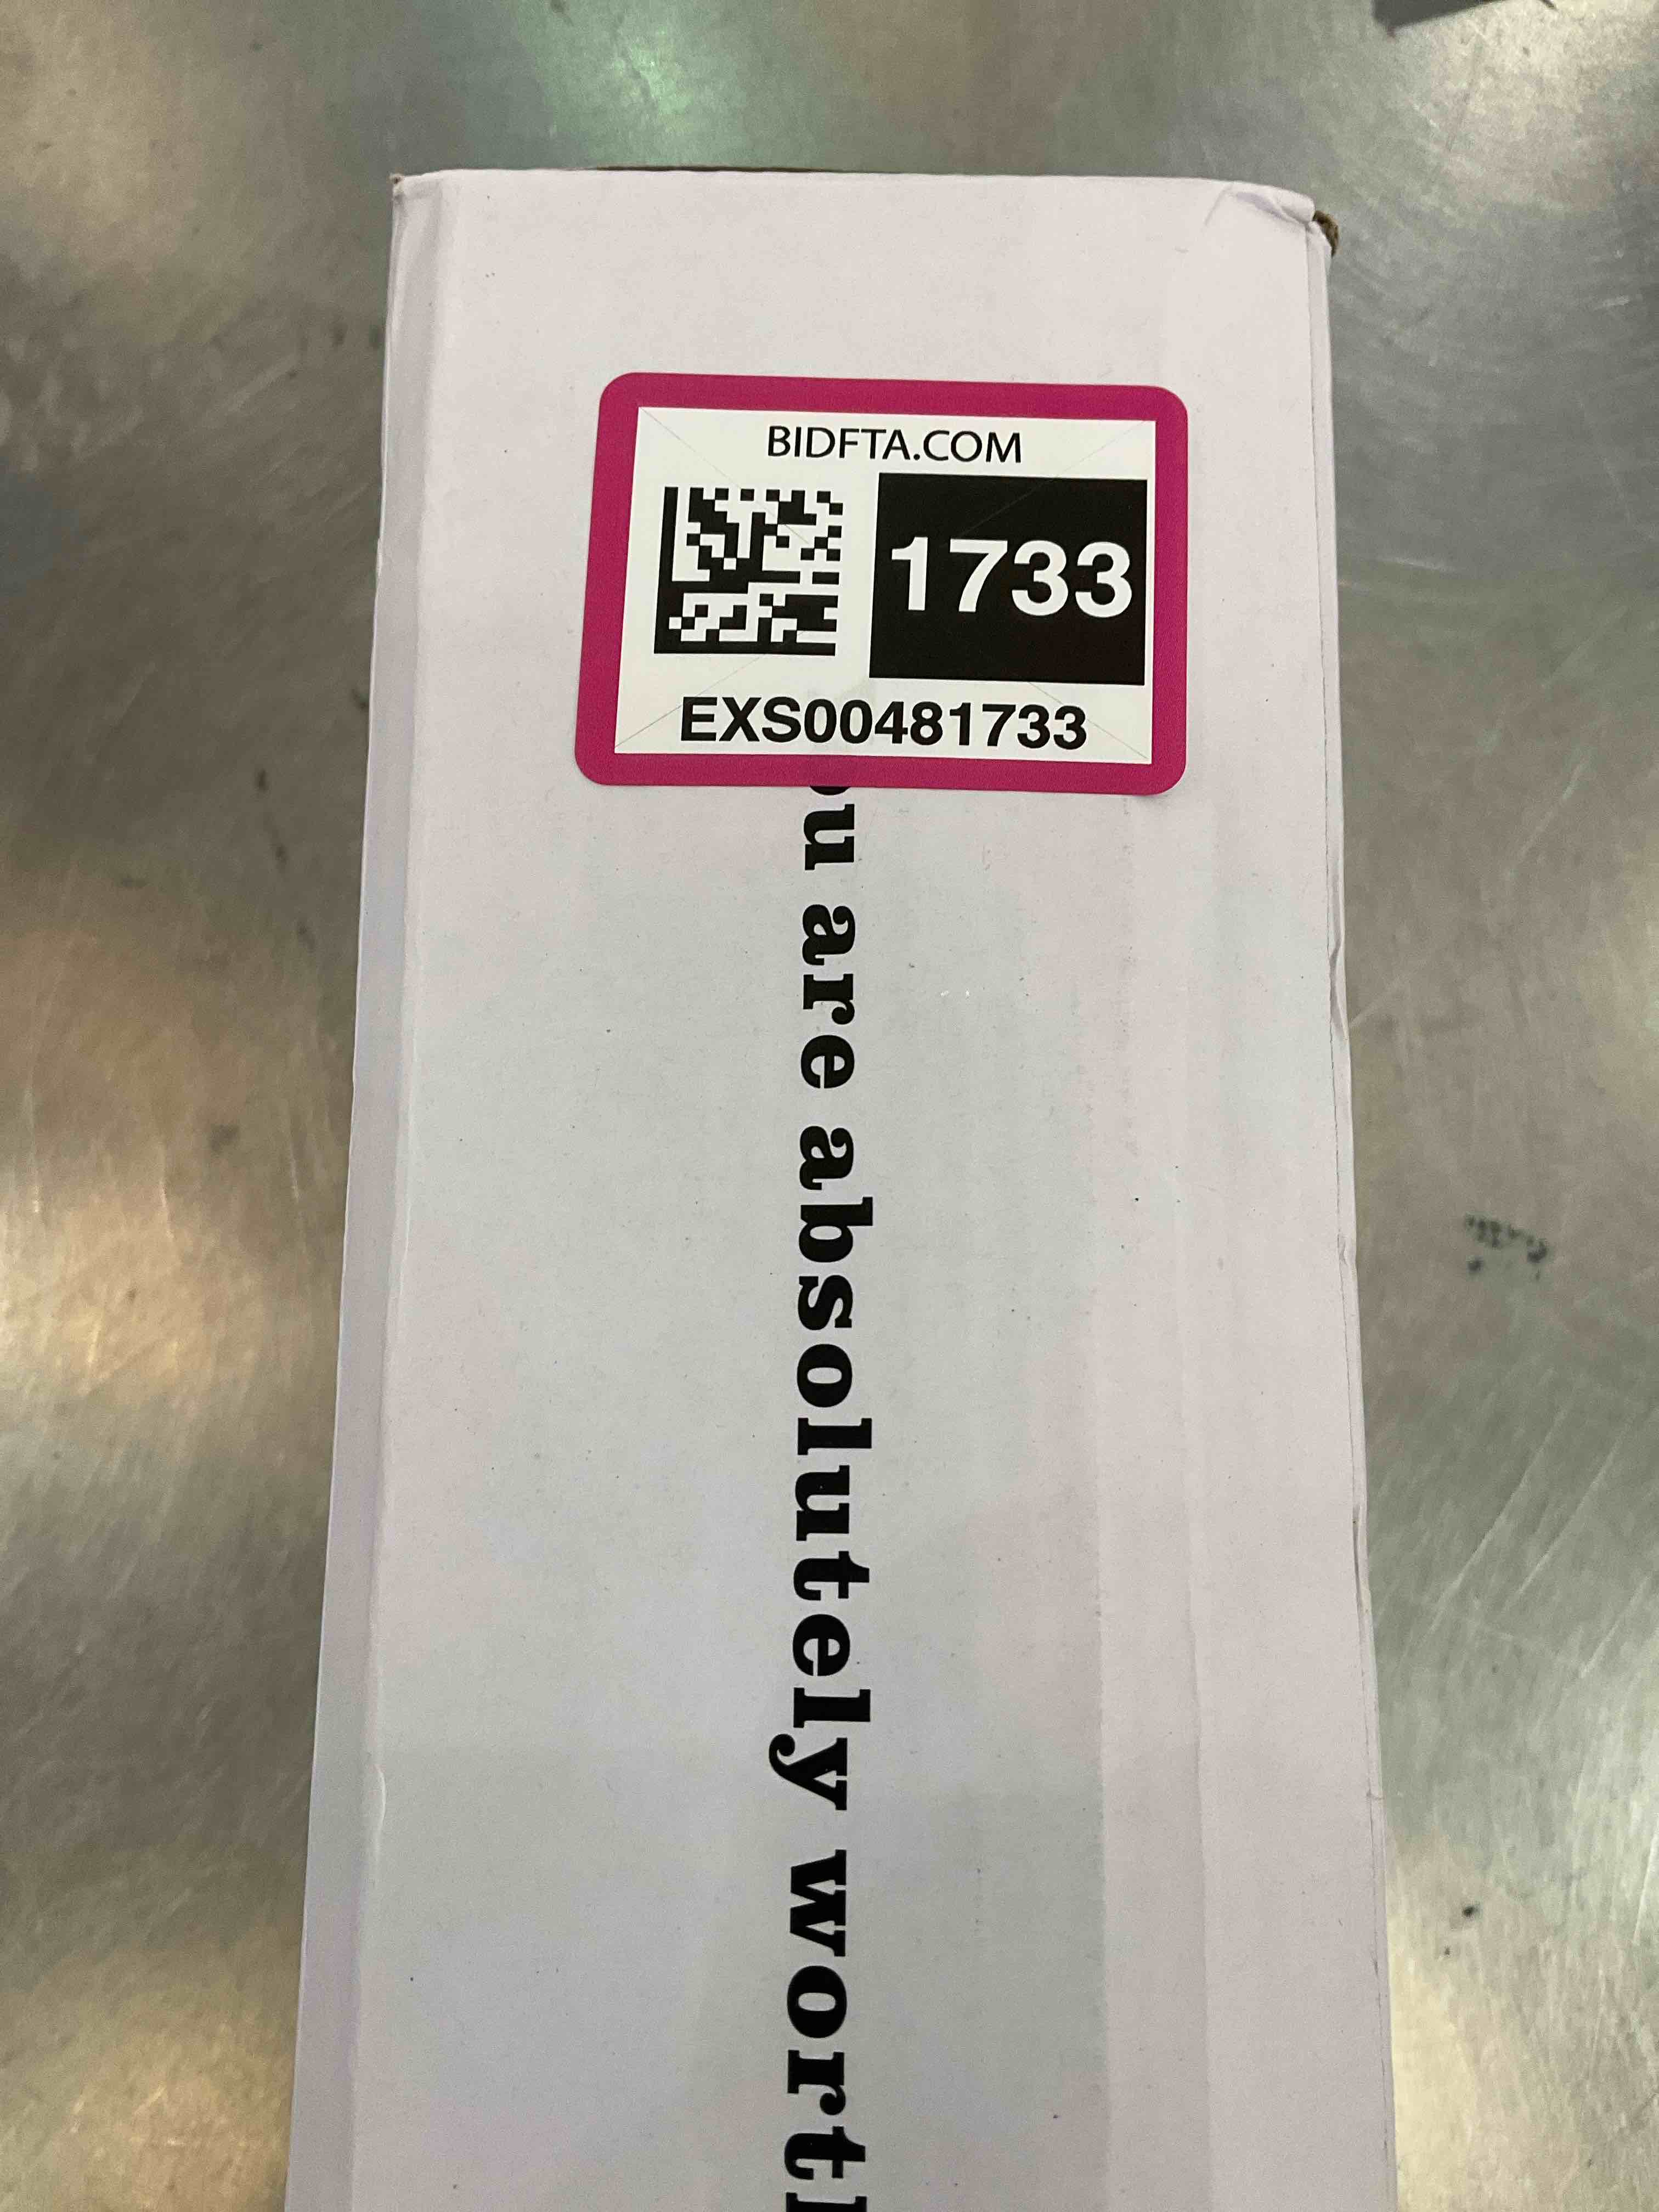 BIDFTA.COM
1733
EXS00481733
are absolutely